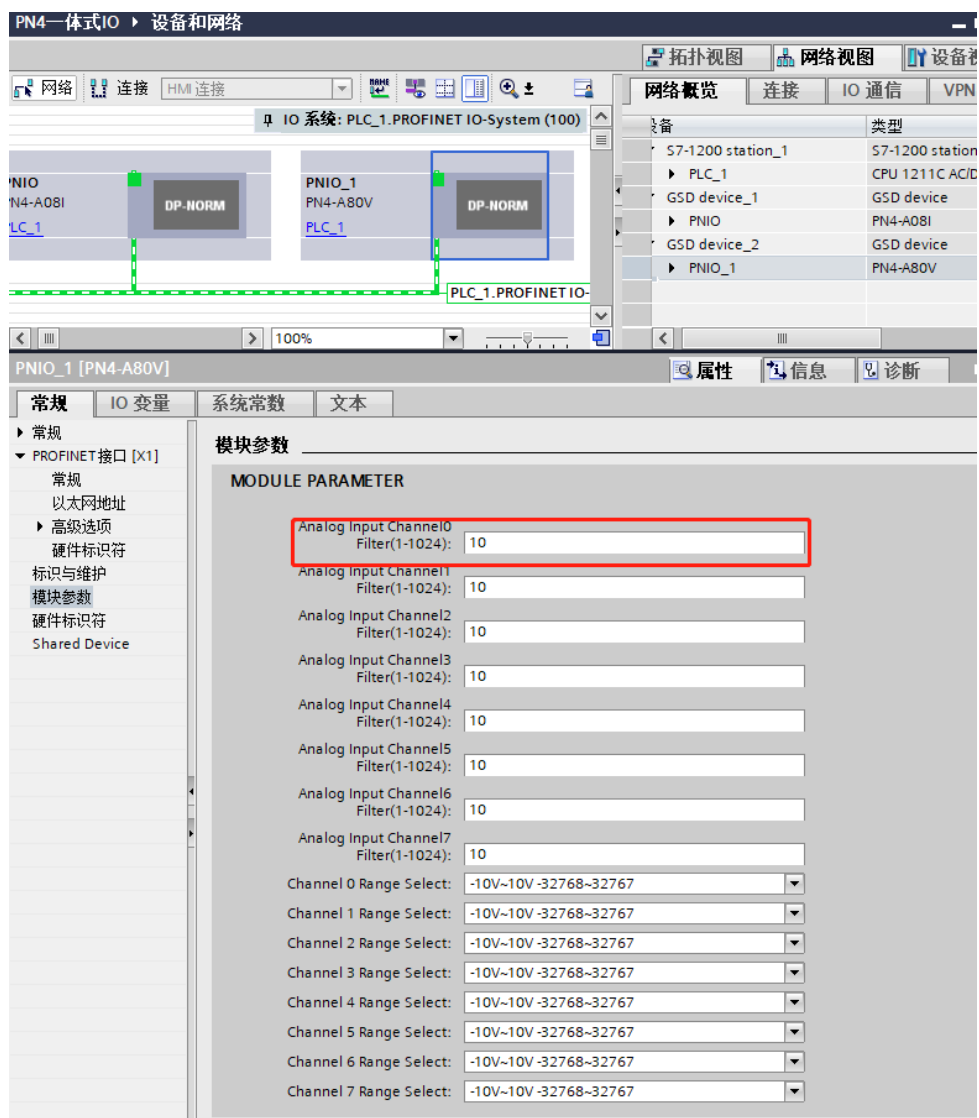 PN4一体式IO ▸ 设备和网络
拓扑视图 网络视图 设备视
网络 连接 HMI 连接
网络概览 连接 IO 通信 VPN
IO 系统: PLC_1.PROFINET IO-System (100)
设备 类型
S7-1200 station_1 S7-1200 station
PLC_1 CPU 1211C AC/D
GSD device_1 GSD device
PNIO PN4-A08I
GSD device_2 GSD device
PNIO_1 PN4-A80V
PNIO
PN4-A08I
PLC_1
DP-NORM
PNIO_1
PN4-A80V
PLC_1
DP-NORM
PLC_1.PROFINET IO-
100%
PNIO_1 [PN4-A80V]
属性 信息 诊断
常规 IO 变量 系统常数 文本
常规
PROFINET接口 [X1]
常规
以太网地址
高级选项
硬件标识符
标识与维护
模块参数
硬件标识符
Shared Device
模块参数
MODULE PARAMETER
Analog Input Channel0
Filter(1-1024): 10
Analog Input Channel1
Filter(1-1024): 10
Analog Input Channel2
Filter(1-1024): 10
Analog Input Channel3
Filter(1-1024): 10
Analog Input Channel4
Filter(1-1024): 10
Analog Input Channel5
Filter(1-1024): 10
Analog Input Channel6
Filter(1-1024): 10
Analog Input Channel7
Filter(1-1024): 10
Channel 0 Range Select: -10V~10V -32768~32767
Channel 1 Range Select: -10V~10V -32768~32767
Channel 2 Range Select: -10V~10V -32768~32767
Channel 3 Range Select: -10V~10V -32768~32767
Channel 4 Range Select: -10V~10V -32768~32767
Channel 5 Range Select: -10V~10V -32768~32767
Channel 6 Range Select: -10V~10V -32768~32767
Channel 7 Range Select: -10V~10V -32768~32767